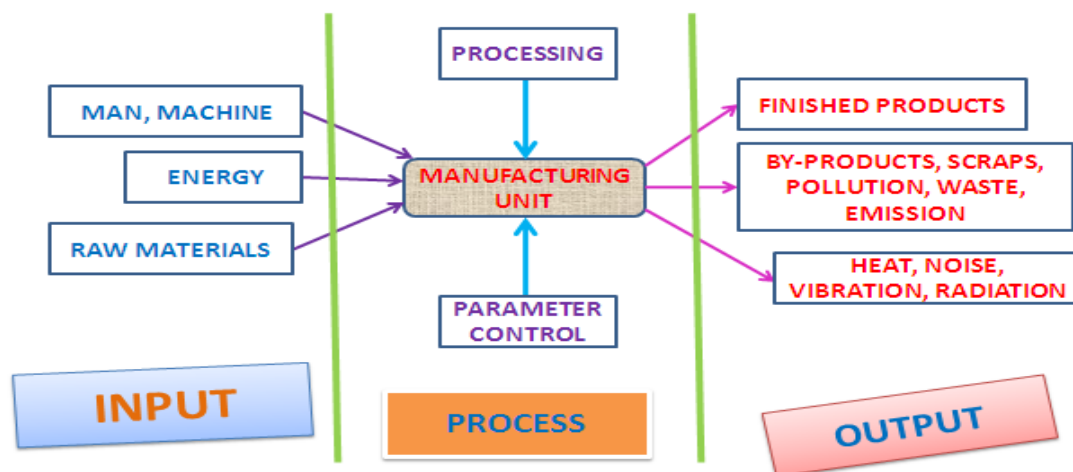 MAN, MACHINE
ENERGY
RAW MATERIALS
INPUT
PROCESSING
MANUFACTURING
UNIT
PARAMETER
CONTROL
PROCESS
FINISHED PRODUCTS
BY-PRODUCTS, SCRAPS,
POLLUTION, WASTE,
EMISSION
HEAT, NOISE,
VIBRATION, RADIATION
OUTPUT